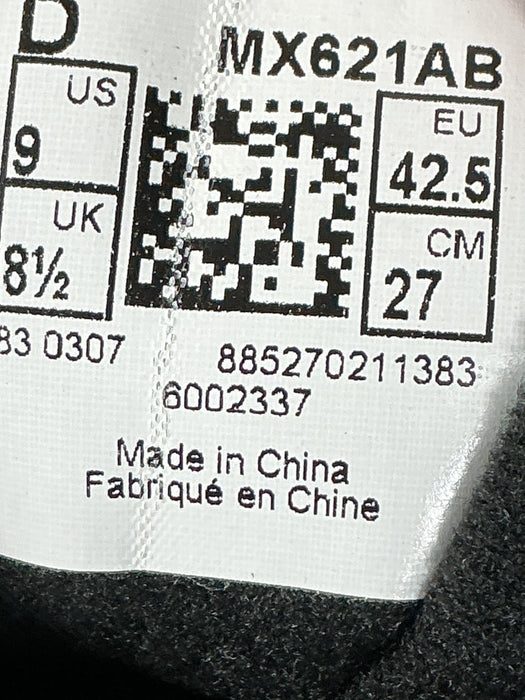 D MX621AB
US
9
UK
8½
EU
42.5
CM
27
83 0307 885270211383
6002337
Made in China
Fabriqué en Chine